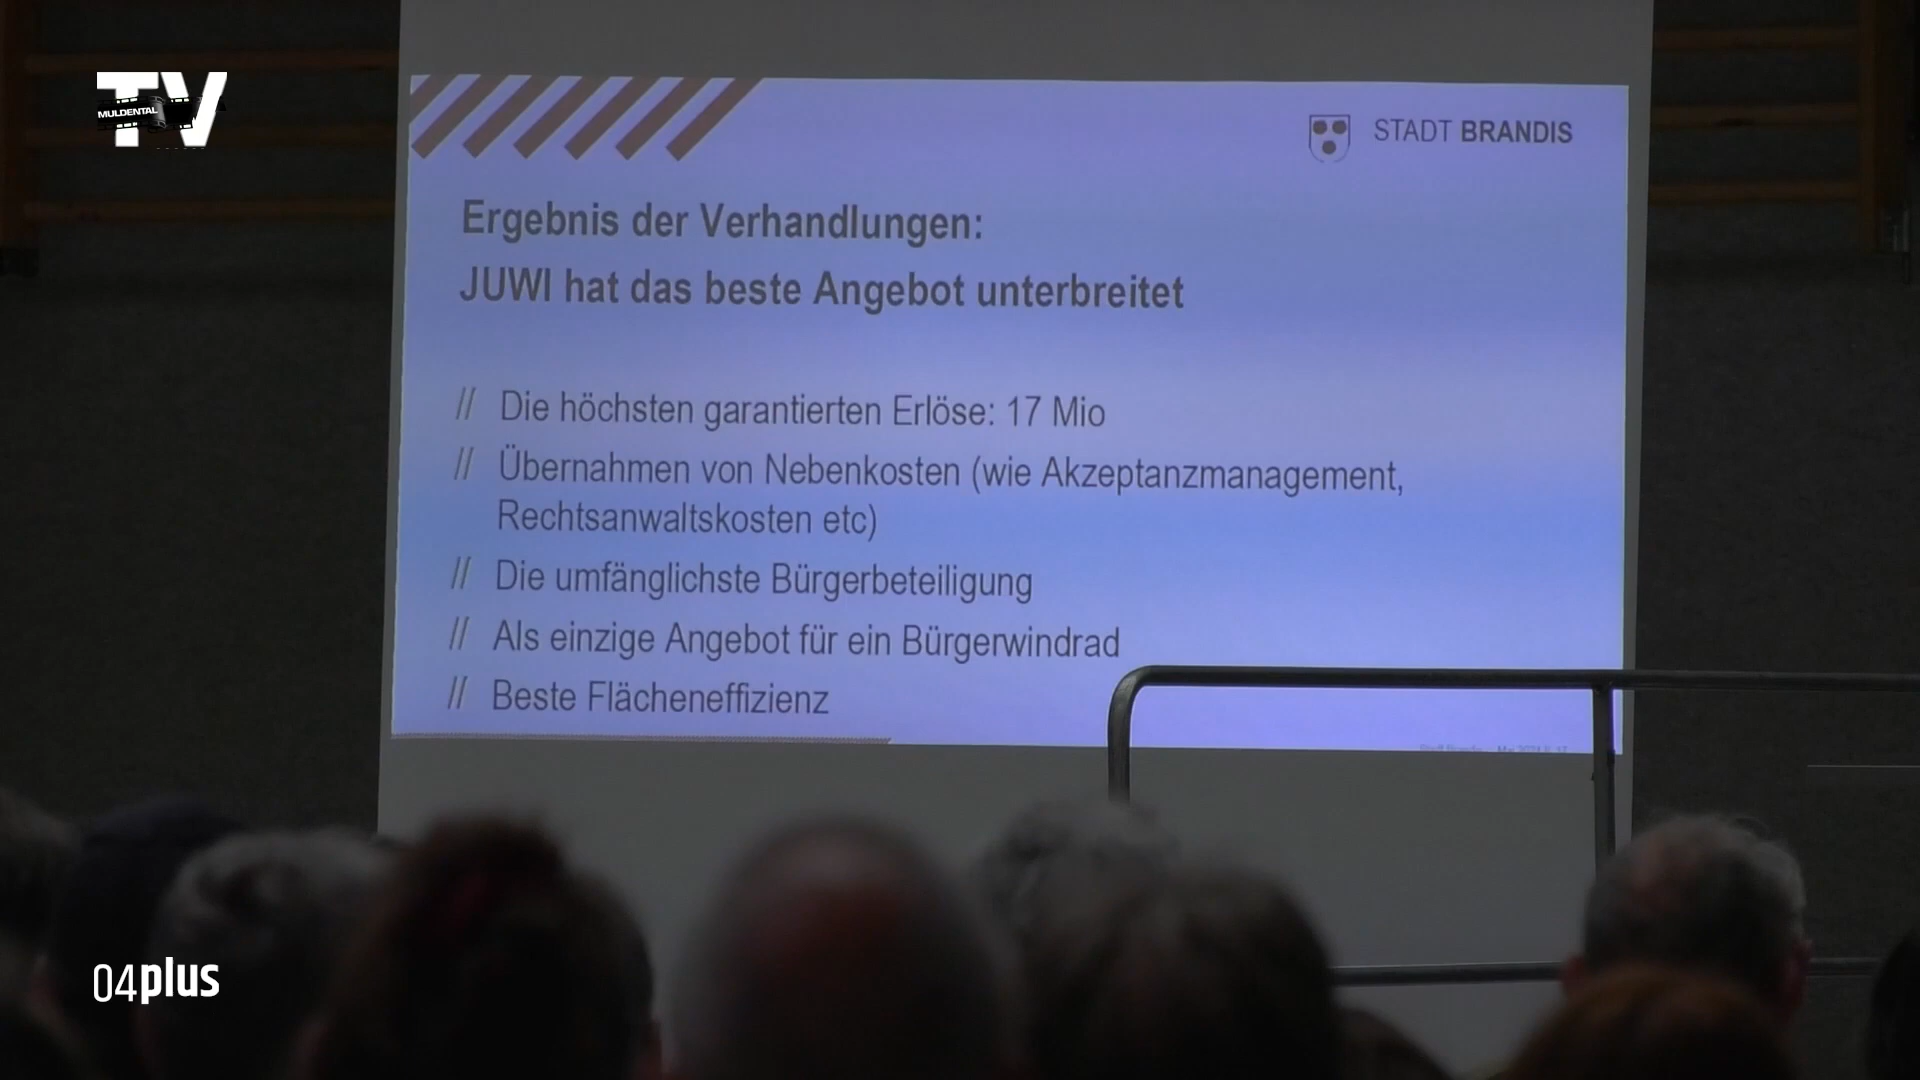 TV
MULDENTAL
STADT BRANDIS
Ergebnis der Verhandlungen:
JUWI hat das beste Angebot unterbreitet
// Die höchsten garantierten Erlöse: 17 Mio
// Übernahmen von Nebenkosten (wie Akzeptanzmanagement,
Rechtsanwaltskosten etc)
// Die umfänglichste Bürgerbeteiligung
// Als einzige Angebot für ein Bürgerwindrad
// Beste Flächeneffizienz
04plus